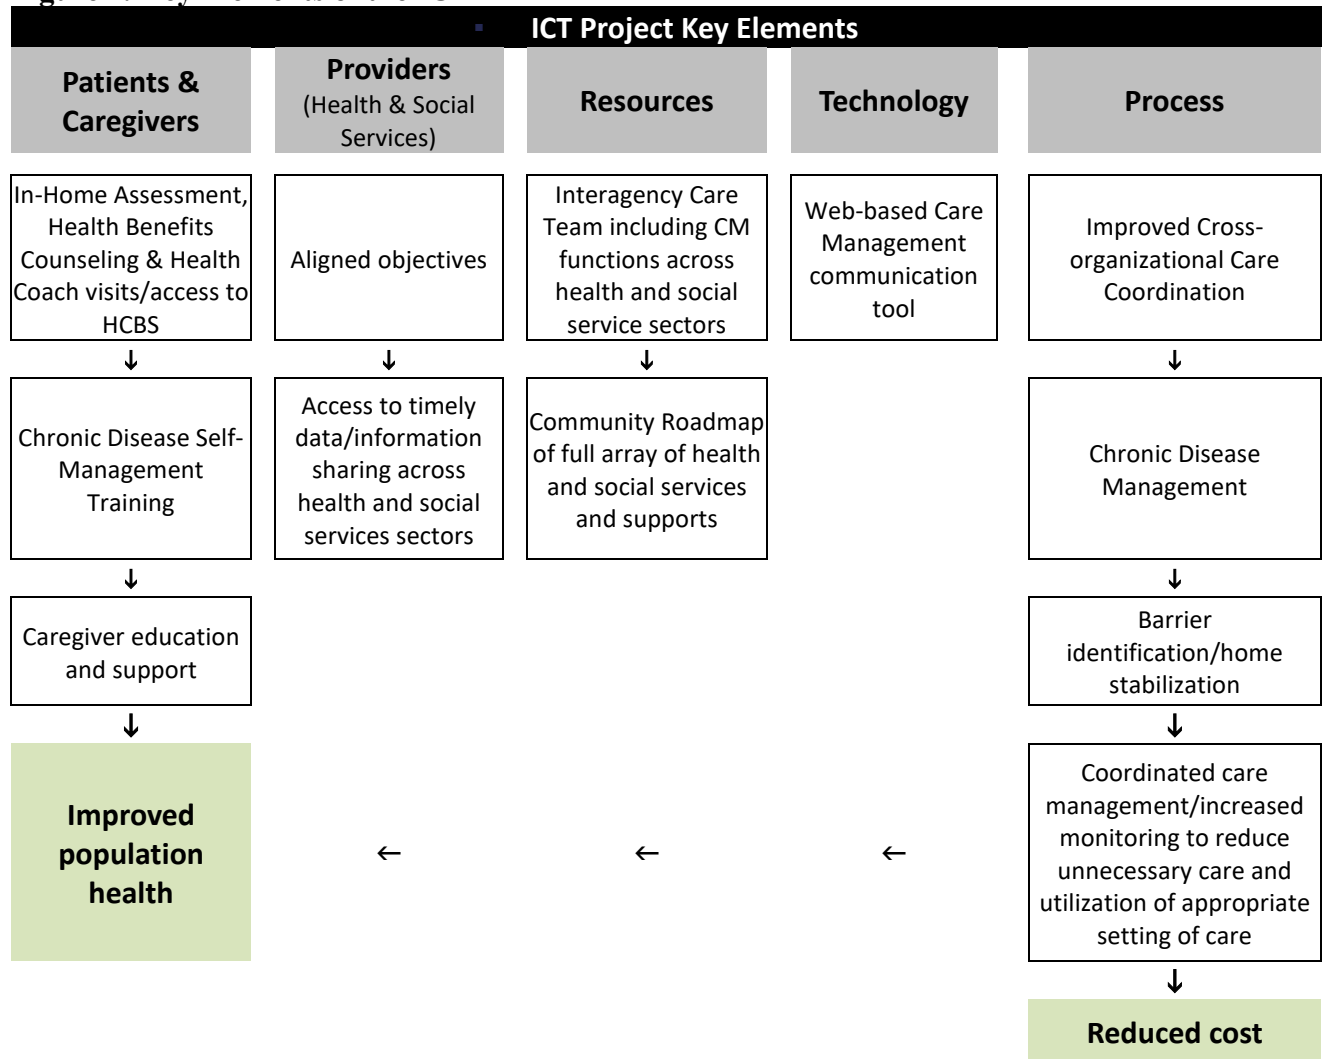 ICT Project Key Elements
Patients &
Caregivers
Providers
(Health & Social
Services)
Resources
Technology
Process
In-Home Assessment,
Health Benefits
Counseling & Health
Coach visits/access to
HCBS
Aligned objectives
Interagency Care
Team including CM
functions across
health and social
service sectors
Web-based Care
Management
communication
tool
Improved Cross-
organizational Care
Coordination
↓
↓
↓
↓
Chronic Disease Self-
Management
Training
Access to timely
data/information
sharing across
health and social
services sectors
Community Roadmap
of full array of health
and social services
and supports
Chronic Disease
Management
↓
↓
Caregiver education
and support
Barrier
identification/home
stabilization
↓
↓
Improved
population
health
←
←
←
Coordinated care
management/increased
monitoring to reduce
unnecessary care and
utilization of appropriate
setting of care
↓
Reduced cost